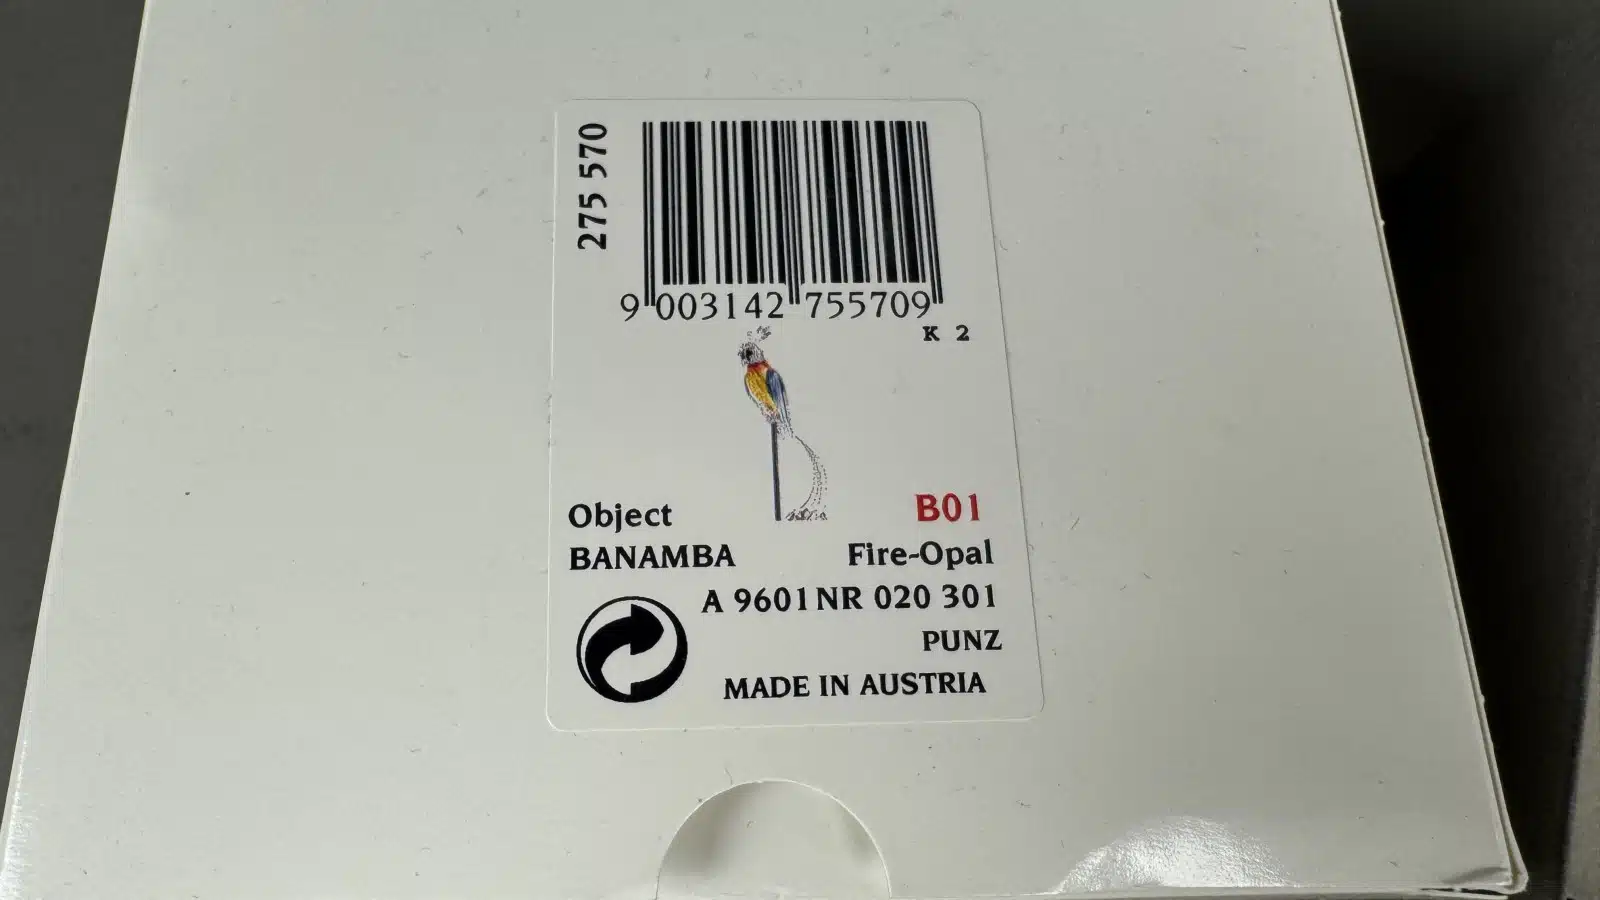 275 570
9 003142 755709
K 2
Object
B01
BANAMBA
Fire-Opal
A 9601 NR 020 301
PUNZ
MADE IN AUSTRIA